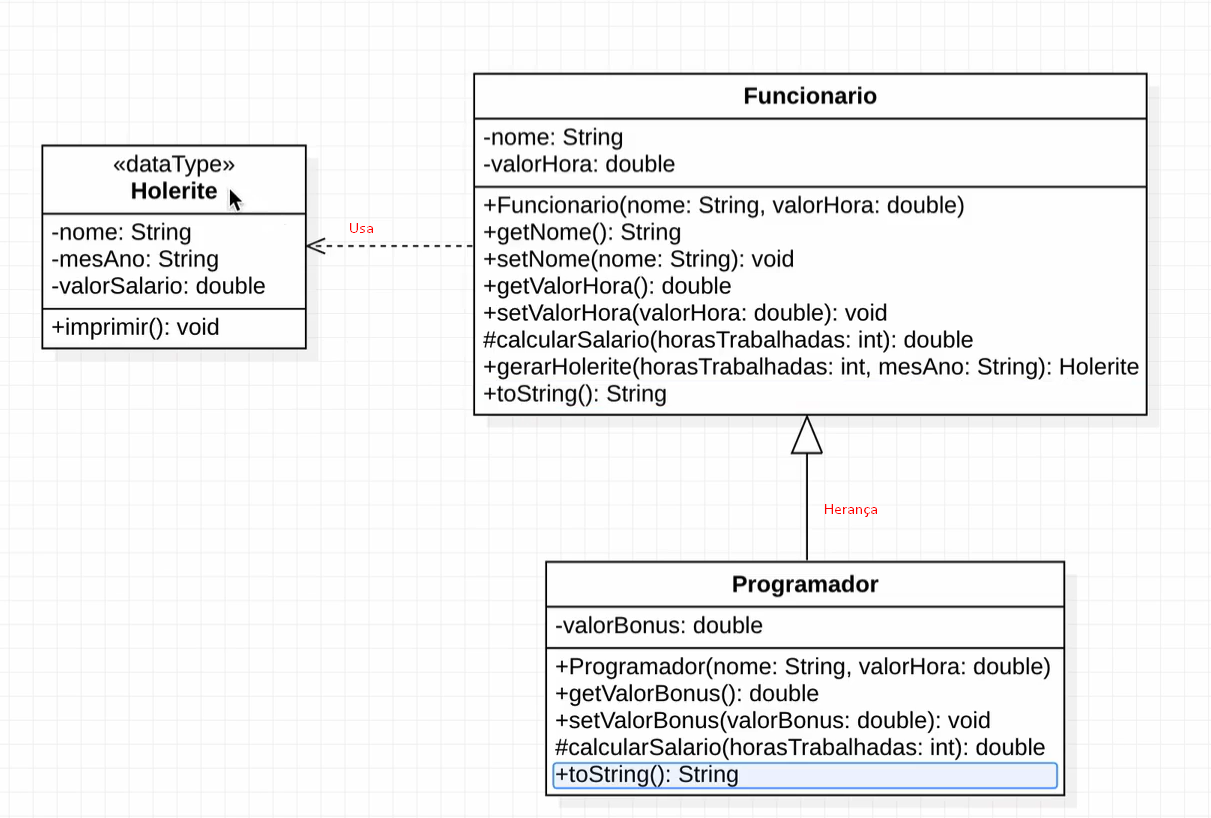 «dataType»
Holerite
-nome: String
-mesAno: String
-valorSalario: double
+imprimir(): void
Usa
Funcionario
-nome: String
-valorHora: double
+Funcionario(nome: String, valorHora: double)
+getNome(): String
+setNome(nome: String): void
+getValorHora(): double
+setValorHora(valorHora: double): void
#calcularSalario(horasTrabalhadas: int): double
+gerarHolerite(horasTrabalhadas: int, mesAno: String): Holerite
+toString(): String
Herança
Programador
-valorBonus: double
+Programador(nome: String, valorHora: double)
+getValorBonus(): double
+setValorBonus(valorBonus: double): void
#calcularSalario(horasTrabalhadas: int): double
+toString(): String